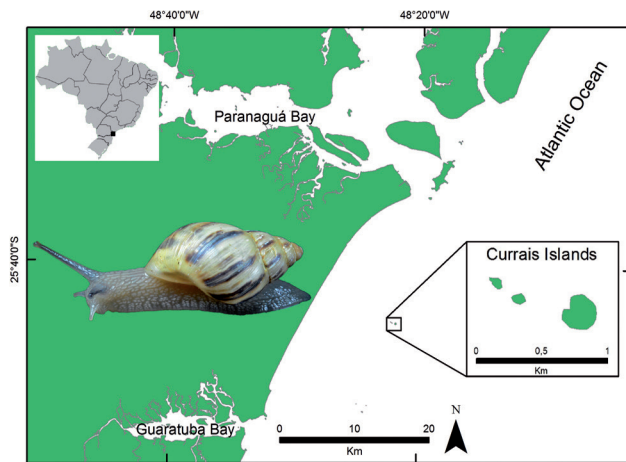 48°40'0"W
48°20'0"W
Paranaguá Bay
Atlantic Ocean
25°40'0"S
Currais Islands
0 0,5 1
Km
Guaratuba Bay
0 10 20
Km
N